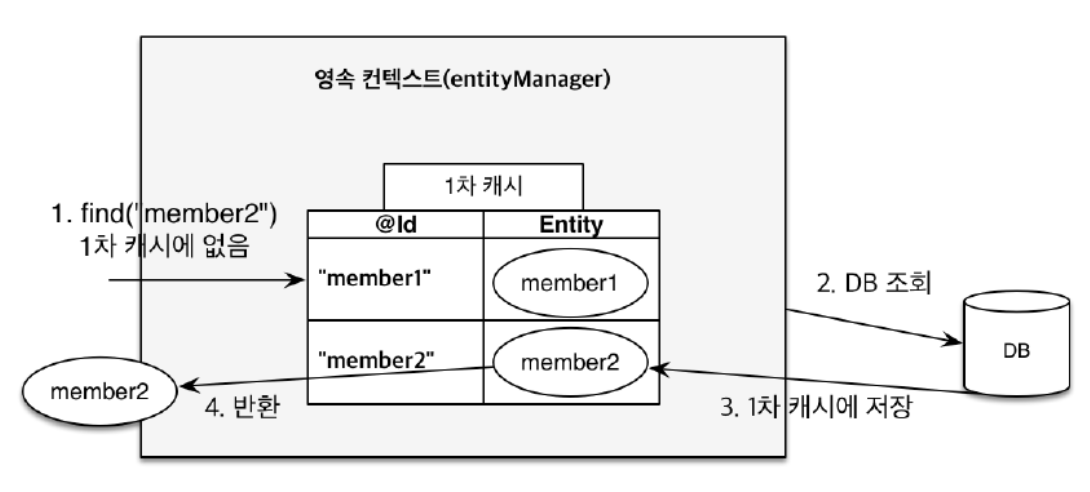 영속 컨텍스트(entityManager)
1차 캐시
1. find("member2")
1차 캐시에 없음
@Id
Entity
"member1"
member1
2. DB 조회
DB
"member2"
member2
member2
4. 반환
3. 1차 캐시에 저장